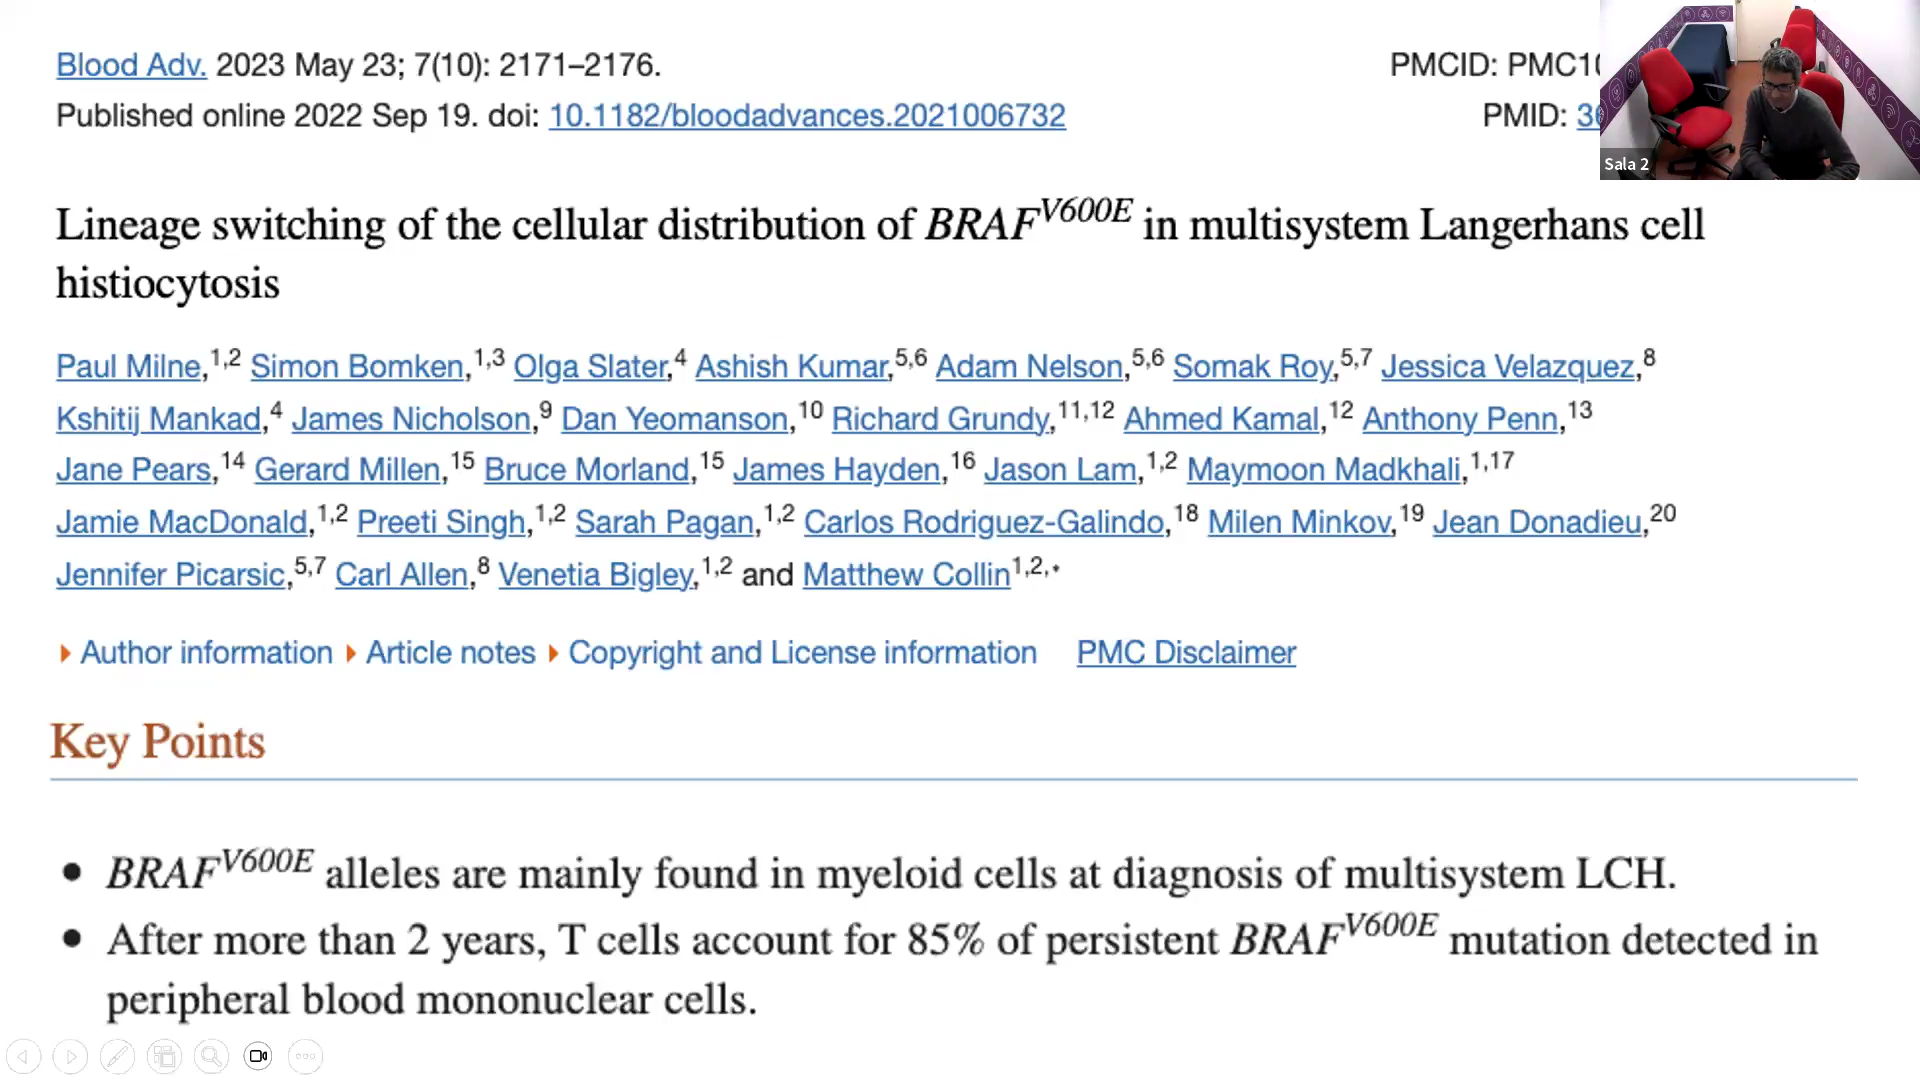 Blood Adv. 2023 May 23; 7(10): 2171–2176.
PMCID: PMC10
Published online 2022 Sep 19. doi: 10.1182/bloodadvances.2021006732
PMID: 36
Sala 2
Lineage switching of the cellular distribution of BRAFV600E in multisystem Langerhans cell
histiocytosis
Paul Milne,1,2 Simon Bomken,1,3 Olga Slater,4 Ashish Kumar,5,6 Adam Nelson,5,6 Somak Roy,5,7 Jessica Velazquez,8
Kshitij Mankad,4 James Nicholson,9 Dan Yeomanson,10 Richard Grundy,11,12 Ahmed Kamal,12 Anthony Penn,13
Jane Pears,14 Gerard Millen,15 Bruce Morland,15 James Hayden,16 Jason Lam,1,2 Maymoon Madkhali,1,17
Jamie MacDonald,1,2 Preeti Singh,1,2 Sarah Pagan,1,2 Carlos Rodriguez-Galindo,18 Milen Minkov,19 Jean Donadieu,20
Jennifer Picarsic,5,7 Carl Allen,8 Venetia Bigley,1,2 and Matthew Collin1,2,*
Author information Article notes Copyright and License information PMC Disclaimer
Key Points
• BRAFV600E alleles are mainly found in myeloid cells at diagnosis of multisystem LCH.
• After more than 2 years, T cells account for 85% of persistent BRAFV600E mutation detected in
peripheral blood mononuclear cells.